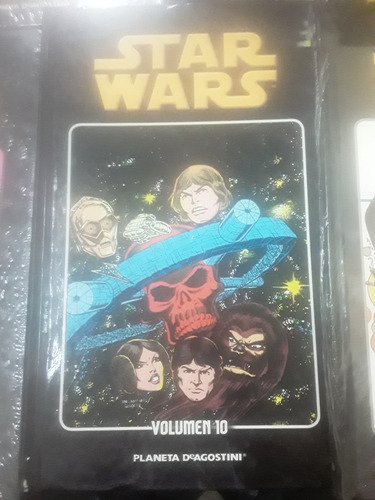 STAR
WARS
VOLUMEN 10
PLANETA DeAGOSTINI